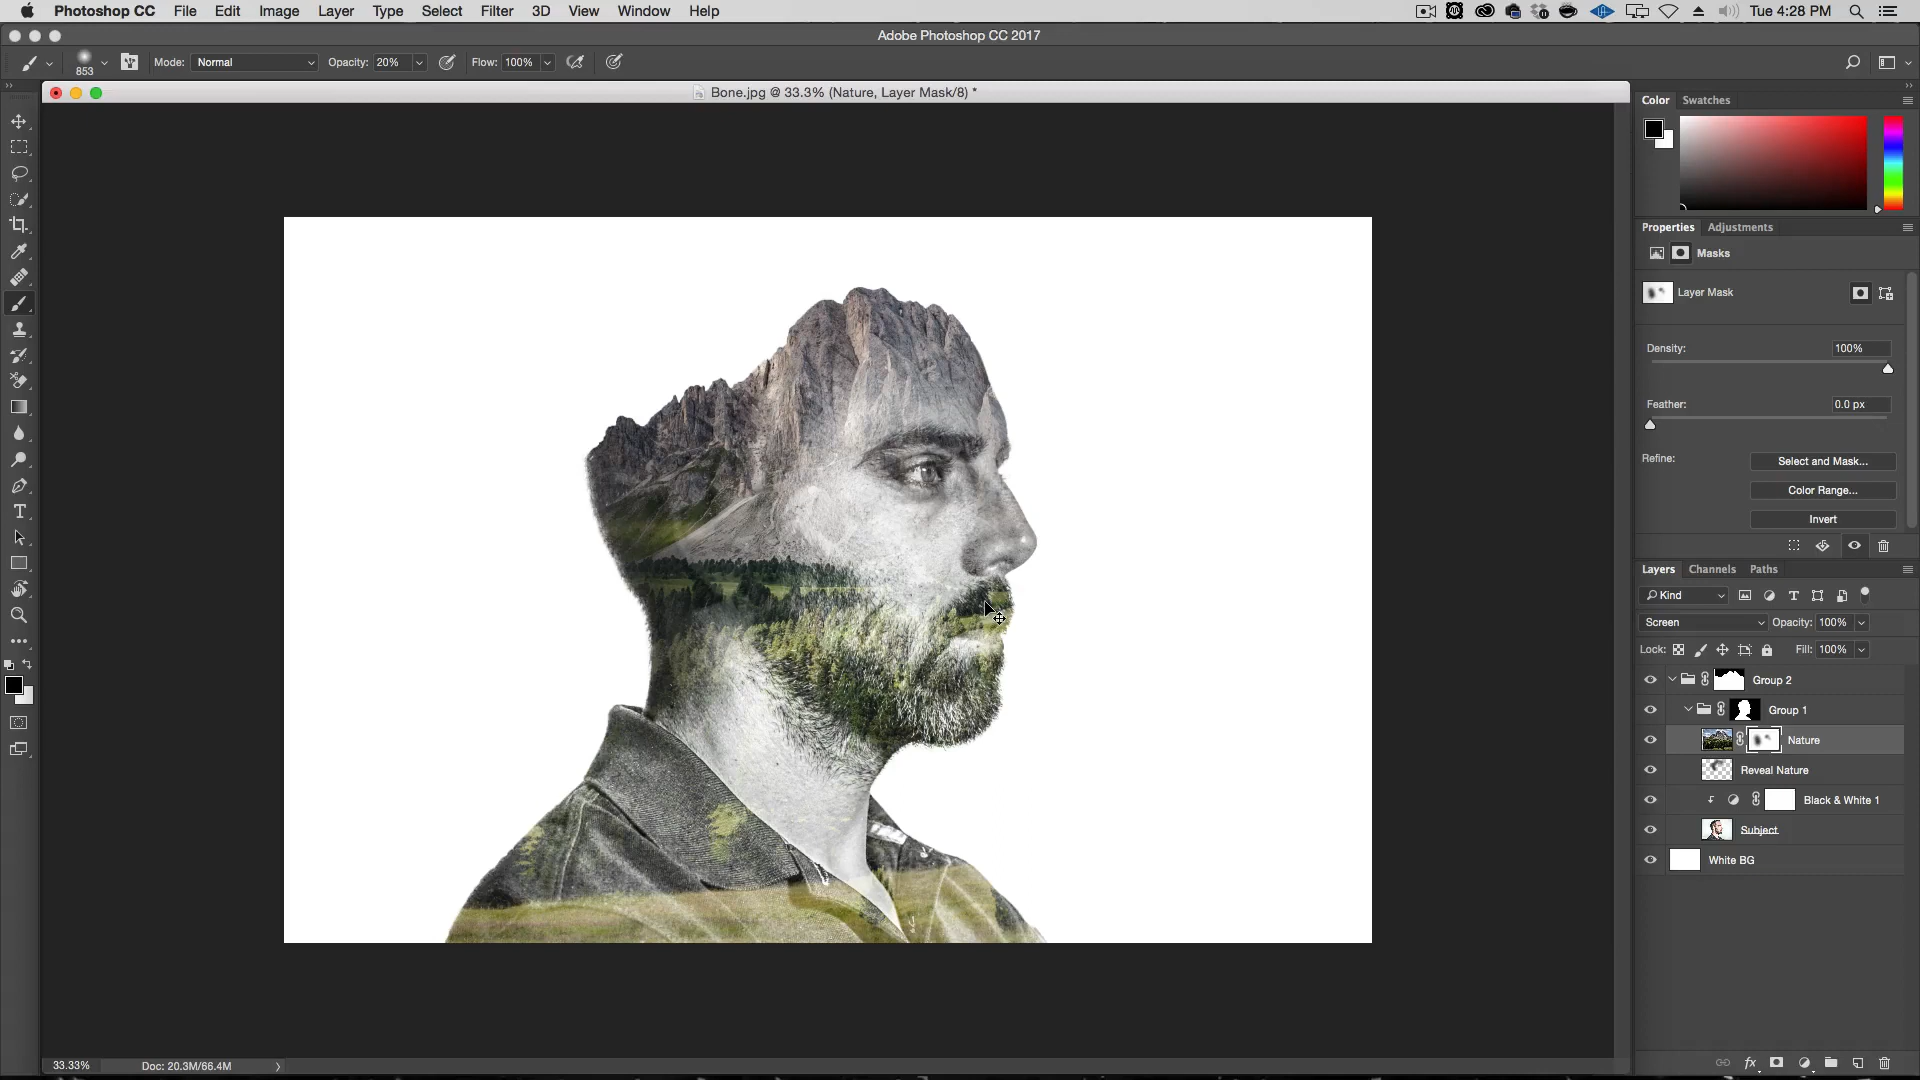 Photoshop CC File Edit Image Layer Type Select Filter 3D View Window Help Tue 4:28 PM
Adobe Photoshop CC 2017
853 Mode: Normal Opacity: 20% Flow: 100%
Bone.jpg @ 33.3% (Nature, Layer Mask/8) *
Color Swatches
Properties Adjustments
Masks
Layer Mask
Density: 100%
Feather: 0.0 px
Refine: Select and Mask...
Color Range...
Invert
Layers Channels Paths
Kind
Screen Opacity: 100%
Lock: Fill: 100%
Group 2
Group 1
Nature
Reveal Nature
Black & White 1
Subject
White BG
33.33% Doc: 20.3M/66.4M